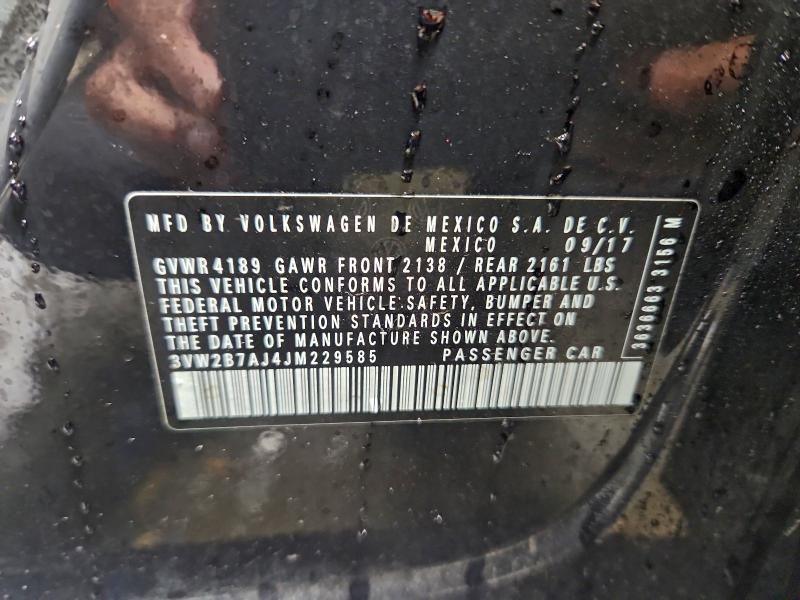 MFD BY VOLKSWAGEN DE MEXICO S.A. DE C.V.
MEXICO 09/17
GVWR 4189 GAWR FRONT 2138 / REAR 2161 LBS
THIS VEHICLE CONFORMS TO ALL APPLICABLE U.S.
FEDERAL MOTOR VEHICLE SAFETY, BUMPER AND
THEFT PREVENTION STANDARDS IN EFFECT ON
THE DATE OF MANUFACTURE SHOWN ABOVE.
3VW2B7AJ4JM229585 PASSENGER CAR
3636663 3156 M